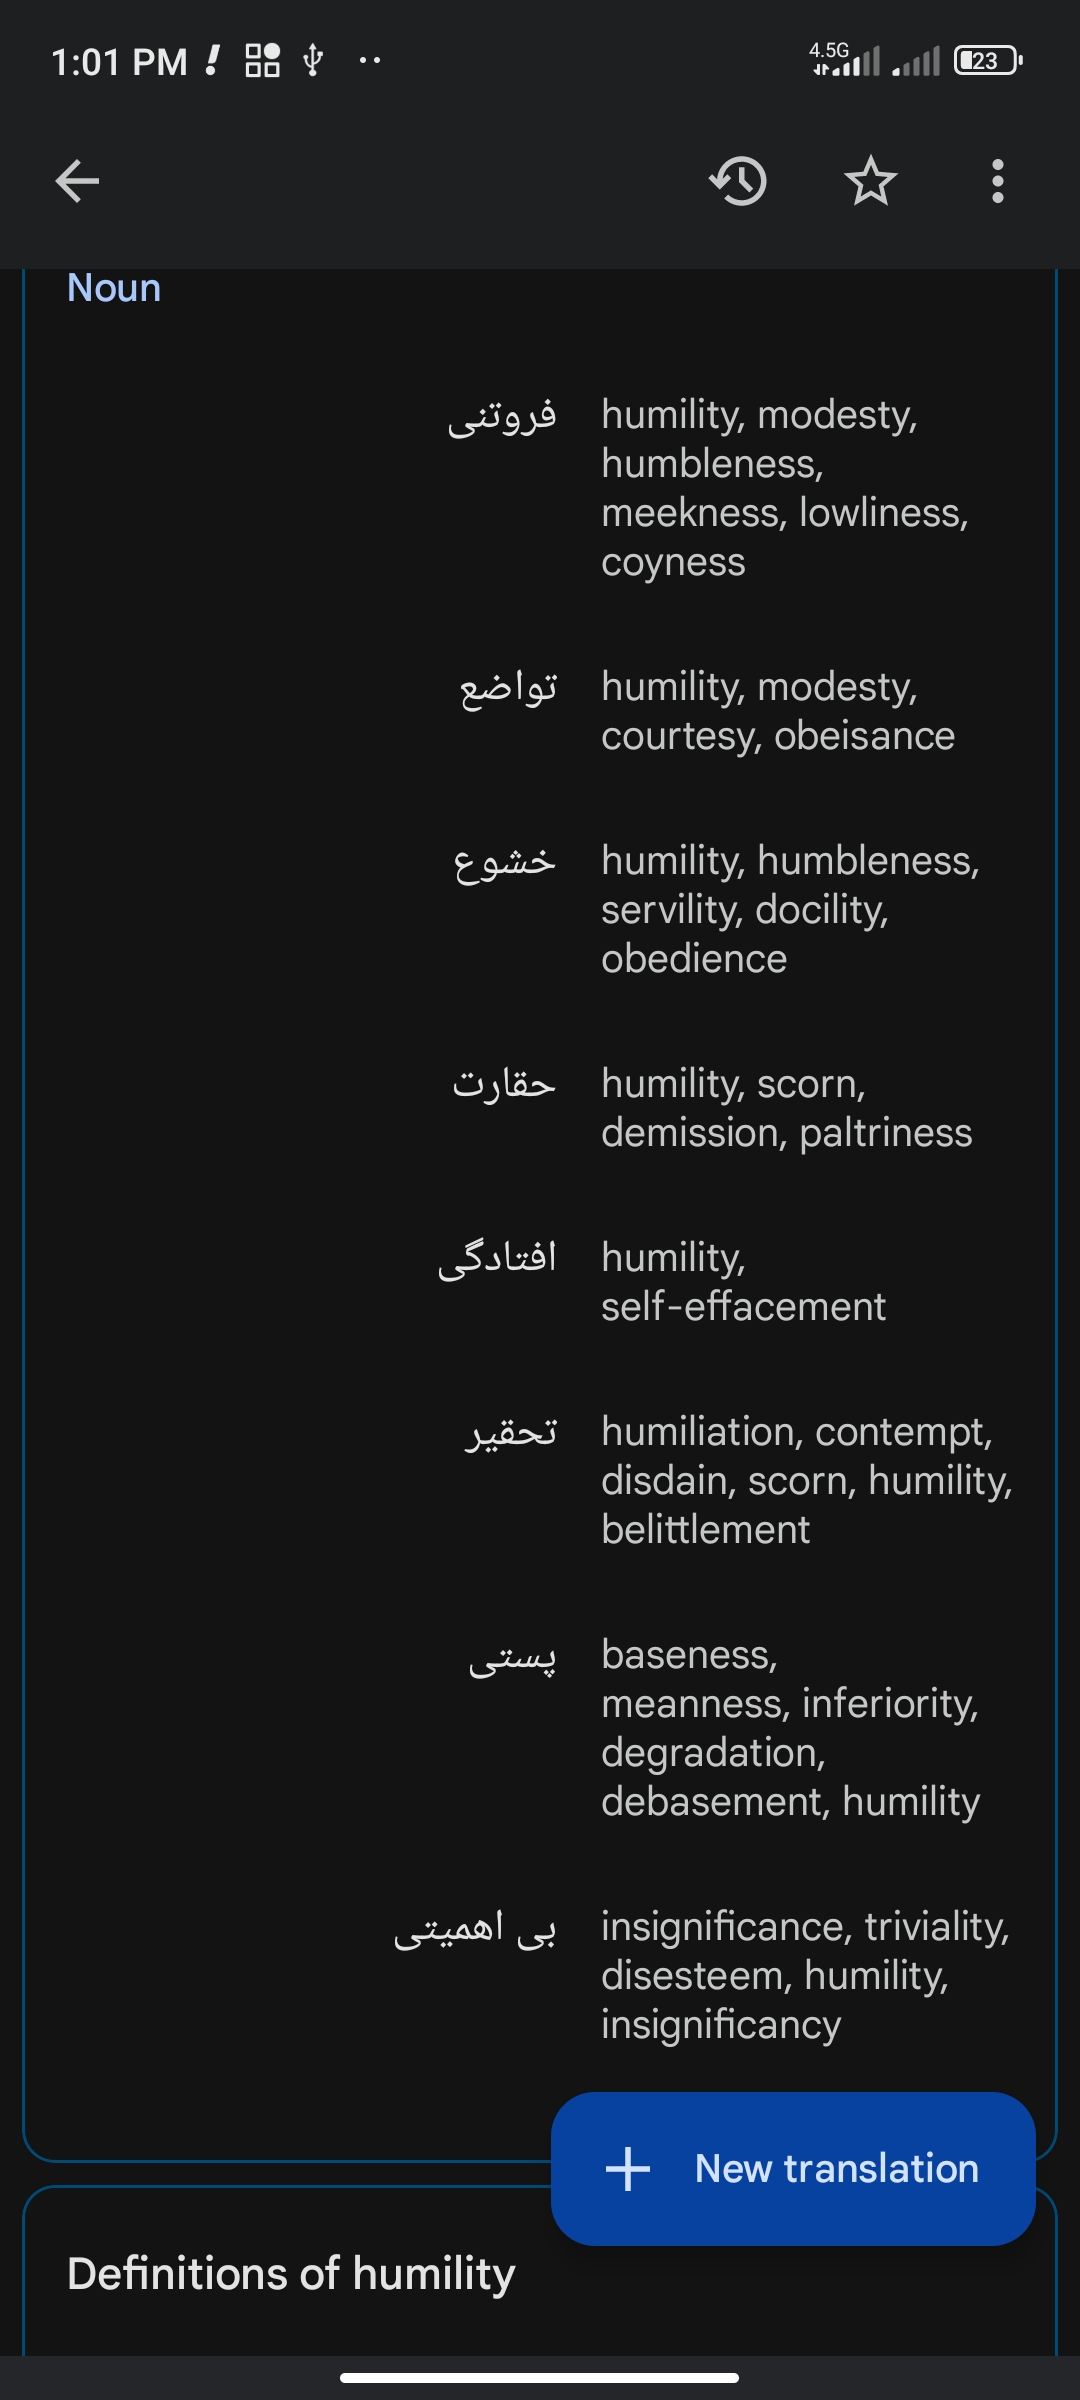 1:01 PM
4.5G
23
Noun
فروتنی humility, modesty,
humbleness,
meekness, lowliness,
coyness
تواضع humility, modesty,
courtesy, obeisance
خشوع humility, humbleness,
servility, docility,
obedience
حقارت humility, scorn,
demission, paltriness
افتادگی humility,
self-effacement
تحقیر humiliation, contempt,
disdain, scorn, humility,
belittlement
پستی baseness,
meanness, inferiority,
degradation,
debasement, humility
بی اهمیتی insignificance, triviality,
disesteem, humility,
insignificancy
New translation
Definitions of humility